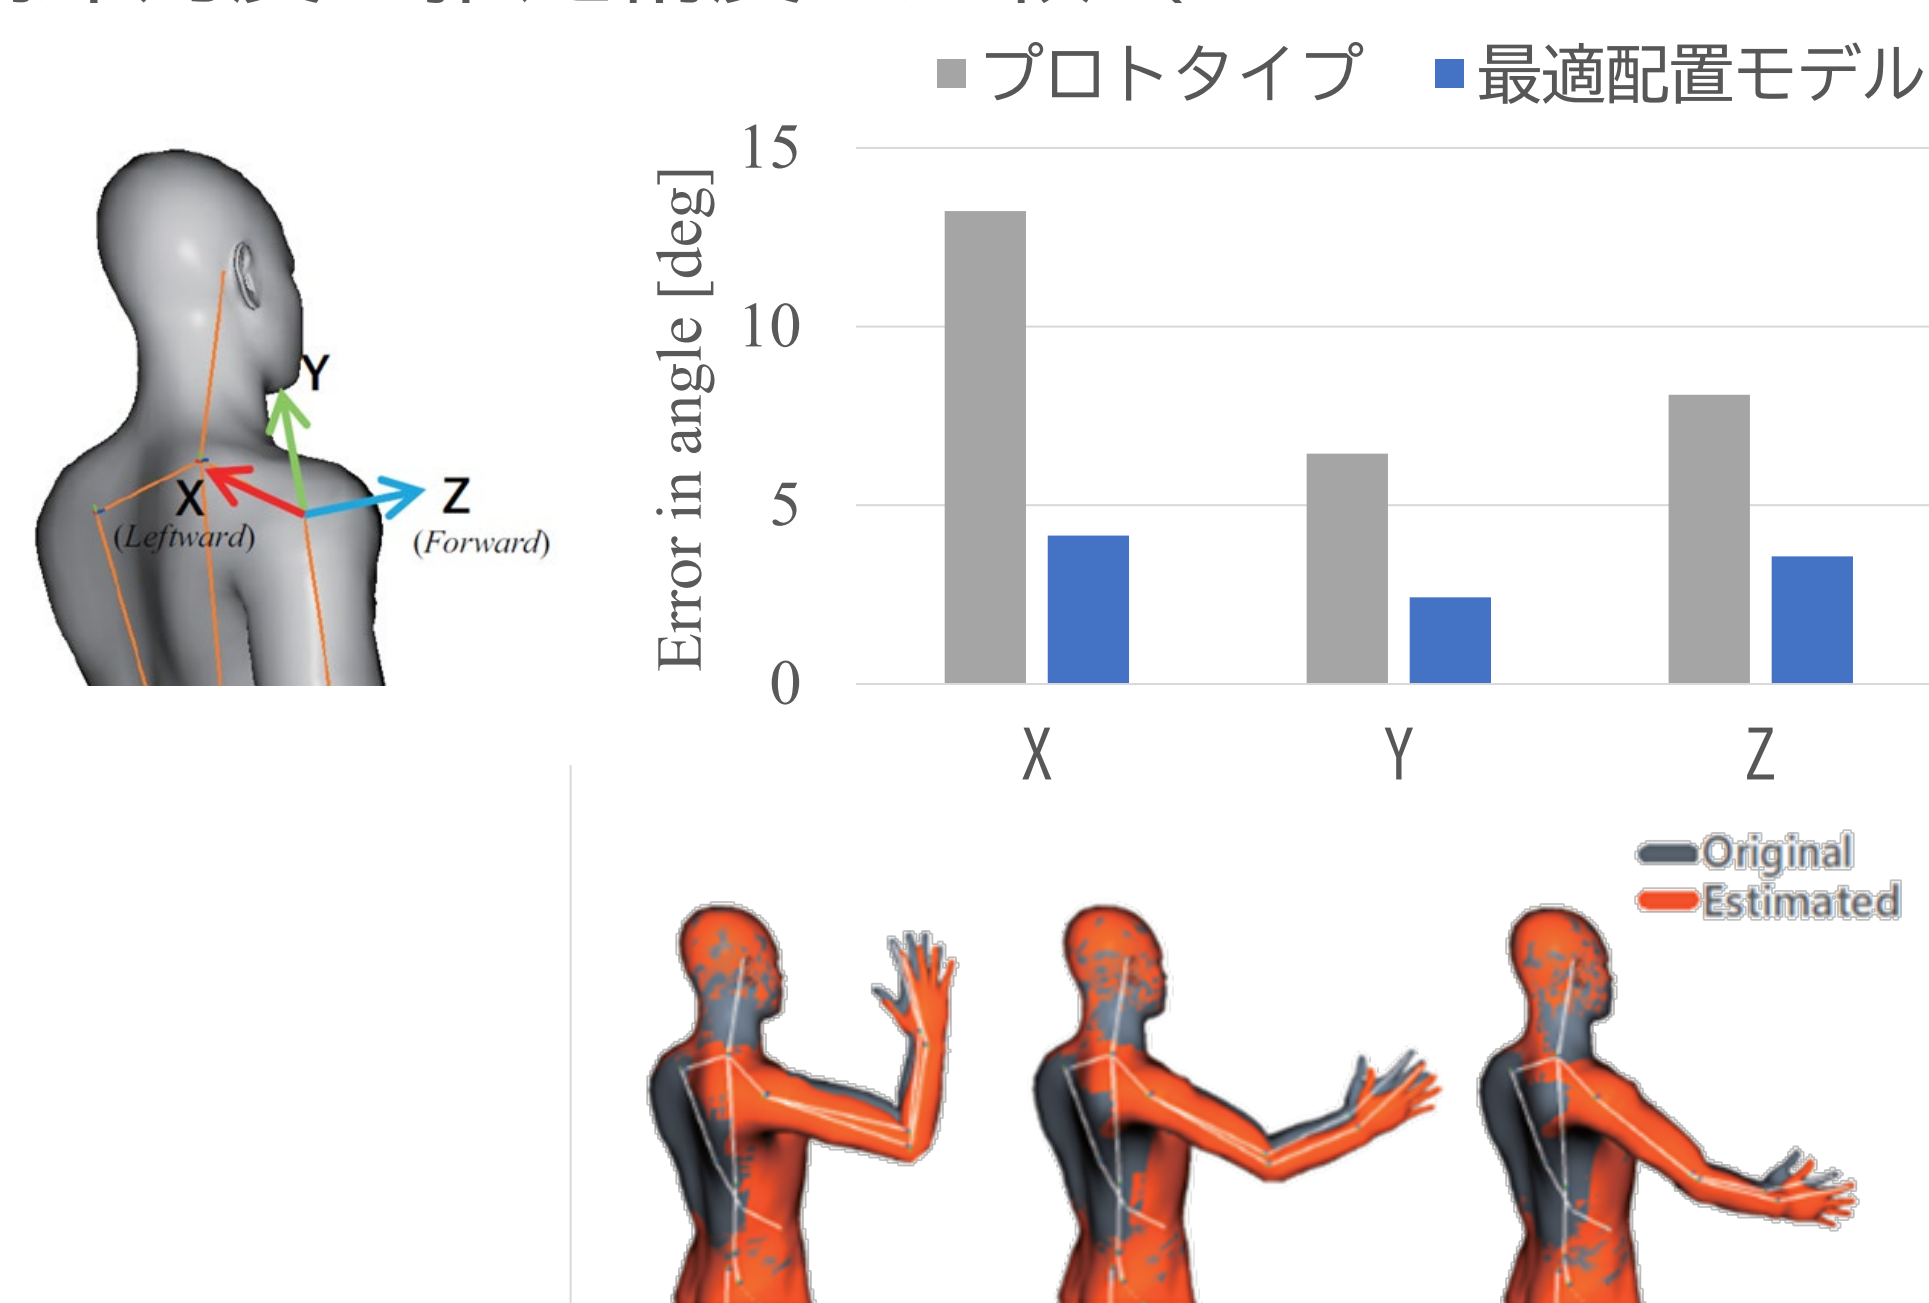 プロトタイプ 最適配置モデル
15
10
5
0
Error in angle [deg]
X
Y
Z
Y
X
(Leftward)
Z
(Forward)
Original
Estimated